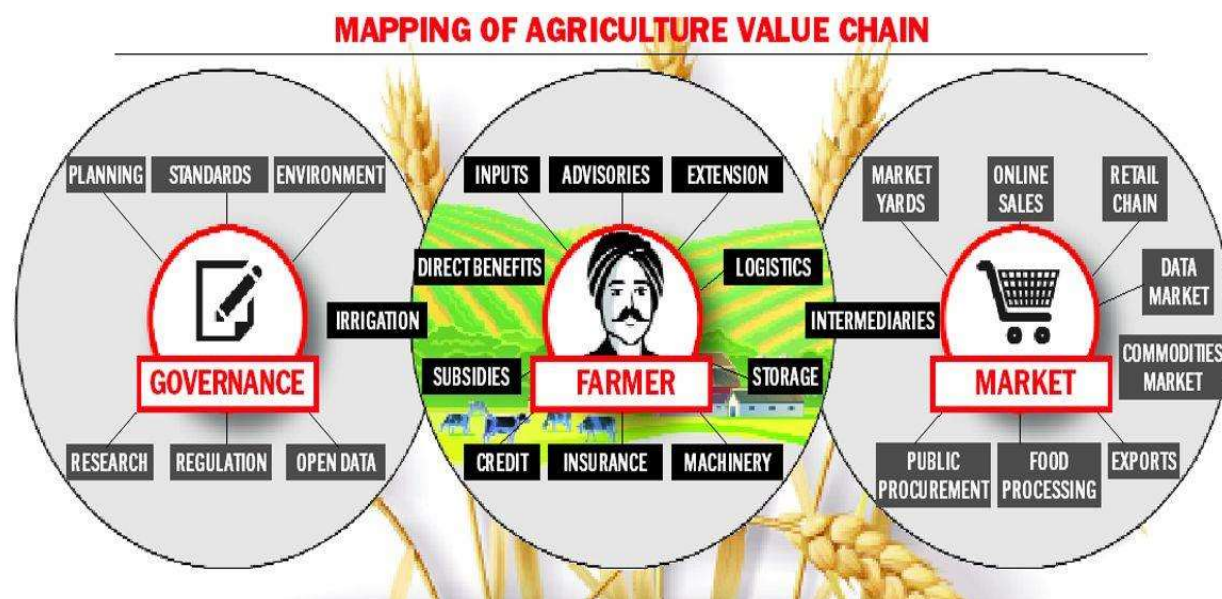 MAPPING OF AGRICULTURE VALUE CHAIN
PLANNING
STANDARDS
ENVIRONMENT
IRRIGATION
GOVERNANCE
RESEARCH
REGULATION
OPEN DATA
INPUTS
ADVISORIES
EXTENSION
DIRECT BENEFITS
LOGISTICS
SUBSIDIES
FARMER
STORAGE
CREDIT
INSURANCE
MACHINERY
MARKET
YARDS
ONLINE
SALES
RETAIL
CHAIN
DATA
MARKET
INTERMEDIARIES
COMMODITIES
MARKET
MARKET
PUBLIC
PROCUREMENT
FOOD
PROCESSING
EXPORTS